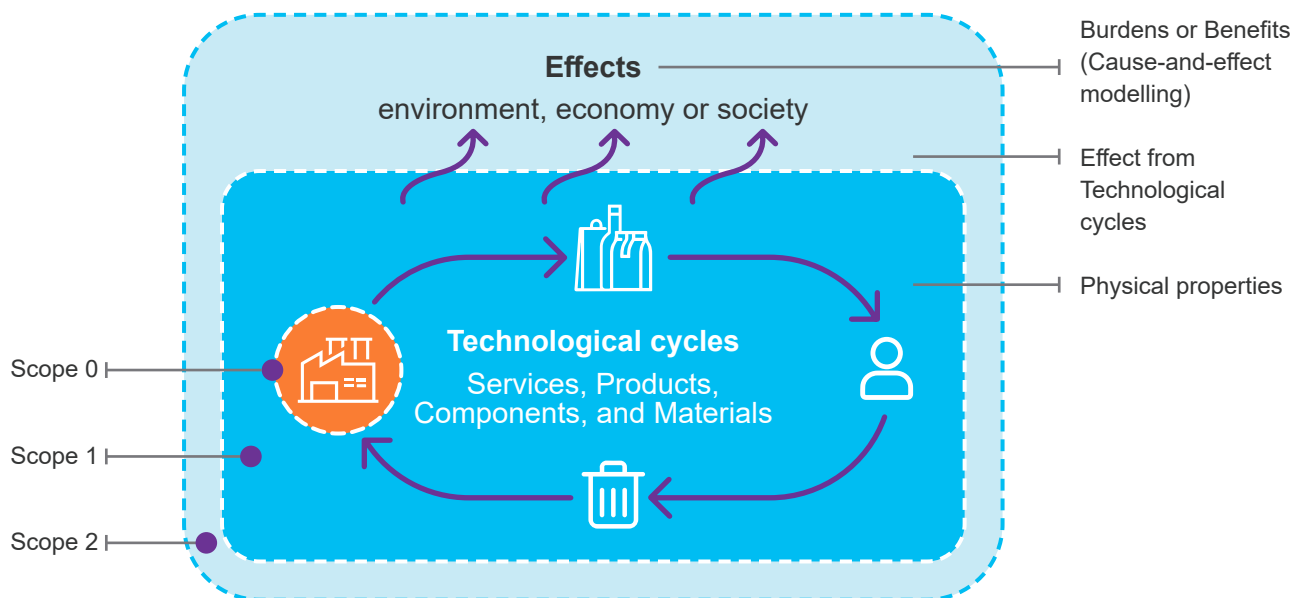 Effects
environment, economy or society
Technological cycles
Services, Products,
Components, and Materials
Scope 0
Scope 1
Scope 2
Burdens or Benefits
(Cause-and-effect
modelling)
Effect from
Technological
cycles
Physical properties